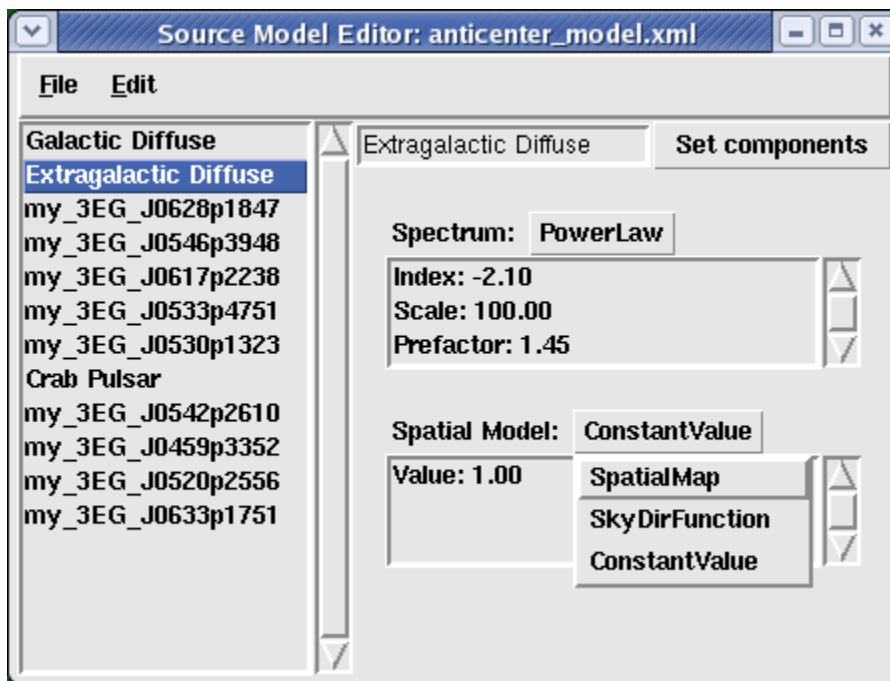 Source Model Editor: anticenter_model.xml
File Edit
Galactic Diffuse
Extragalactic Diffuse
my_3EG_J0628p1847
my_3EG_J0546p3948
my_3EG_J0617p2238
my_3EG_J0533p4751
my_3EG_J0530p1323
Crab Pulsar
my_3EG_J0542p2610
my_3EG_J0459p3352
my_3EG_J0520p2556
my_3EG_J0633p1751
Extragalactic Diffuse Set components
Spectrum: PowerLaw
Index: -2.10
Scale: 100.00
Prefactor: 1.45
Spatial Model: ConstantValue
Value: 1.00
SpatialMap
SkyDirFunction
ConstantValue